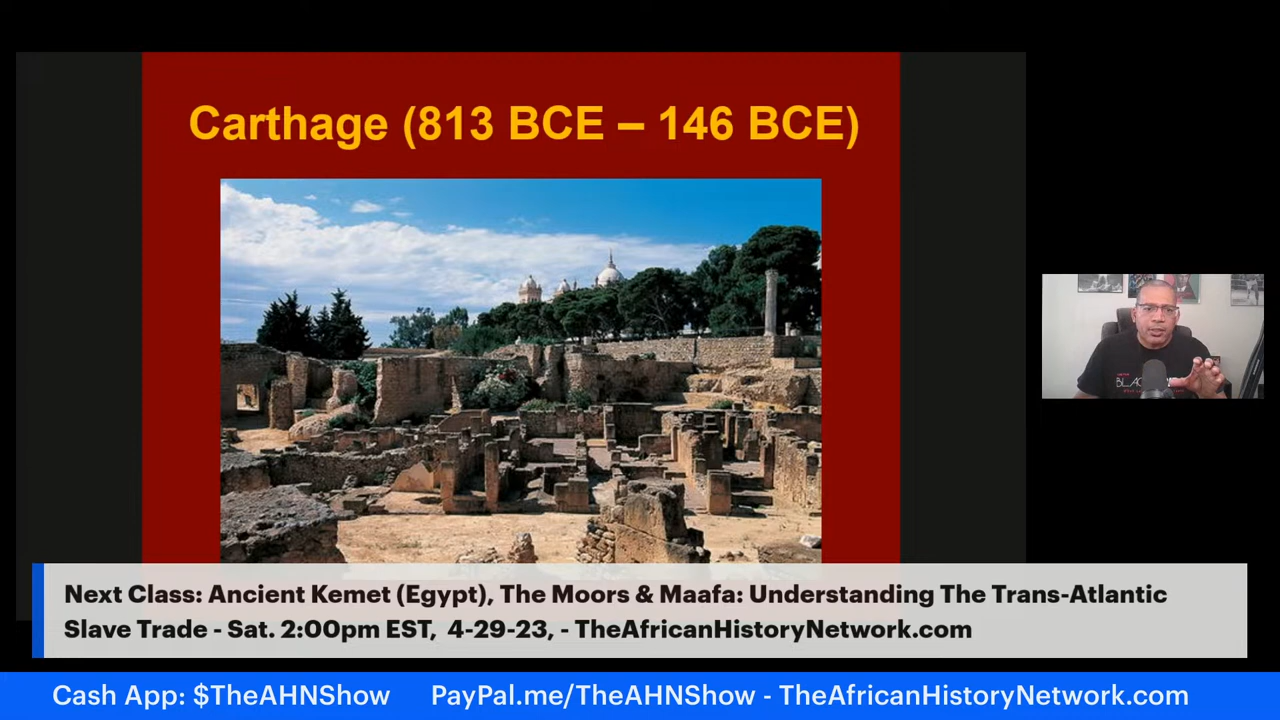 Carthage (813 BCE – 146 BCE)
Next Class: Ancient Kemet (Egypt), The Moors & Maafa: Understanding The Trans-Atlantic
Slave Trade - Sat. 2:00pm EST,  4-29-23, - TheAfricanHistoryNetwork.com
Cash App: $TheAHNShow PayPal.me/TheAHNShow - TheAfricanHistoryNetwork.com